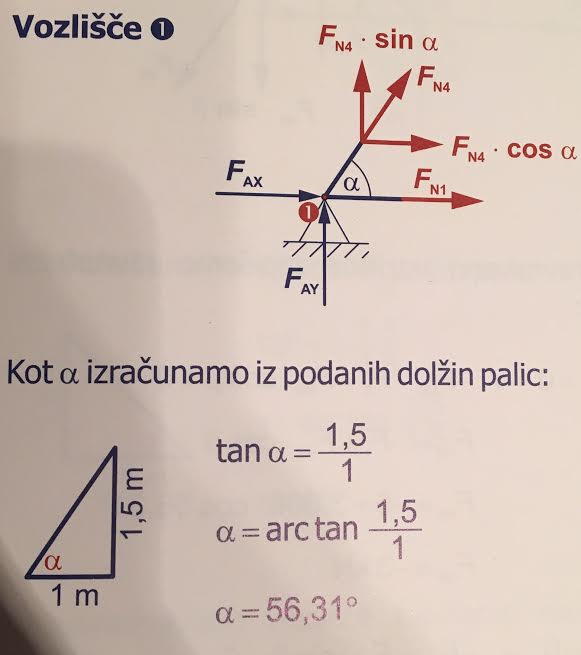 Vozlišče ❶
F_N4 · sin α
F_N4
F_N4 · cos α
F_AX
α
F_N1
❶
F_AY
Kot α izračunamo iz podanih dolžin palic:
tan α = 1,5/1
1,5 m
α = arc tan 1,5/1
α
1 m
α = 56,31°